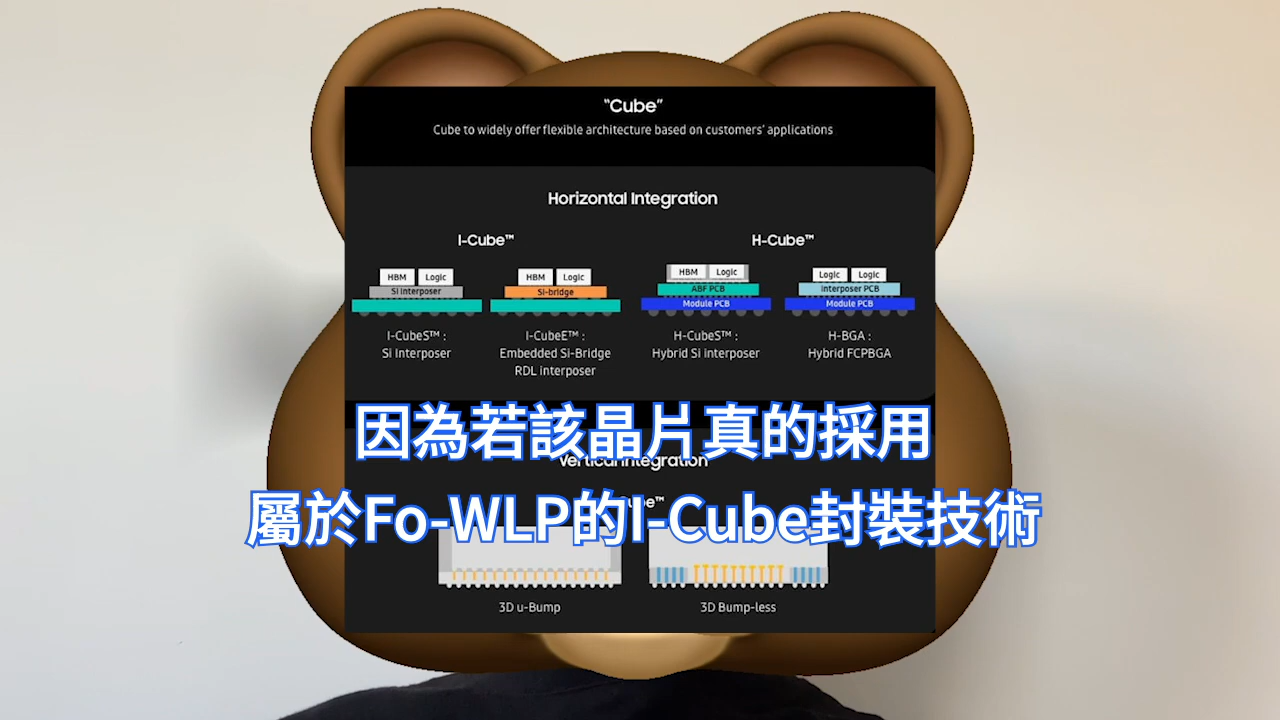 “Cube”
Cube to widely offer flexible architecture based on customers’ applications
Horizontal Integration
I-Cube™
H-Cube™
HBM Logic
Si Interposer
HBM Logic
Si-bridge
HBM Logic
ABF PCB
Module PCB
Logic Logic
Interposer PCB
Module PCB
I-CubeS™ :
Si Interposer
I-CubeE™ :
Embedded Si-Bridge
RDL interposer
H-CubeS™ :
Hybrid Si interposer
H-BGA :
Hybrid FCPBGA
因為若該晶片真的採用
Vertical Integration
屬於Fo-WLP的I-Cube封裝技術
3D u-Bump
3D Bump-less